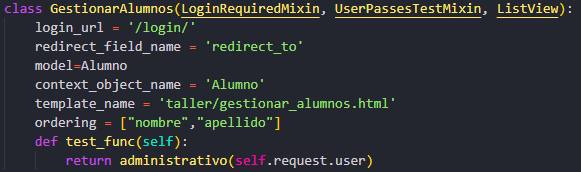 class GestionarAlumnos(LoginRequiredMixin, UserPassesTestMixin, ListView):
    login_url = '/login/'
    redirect_field_name = 'redirect_to'
    model=Alumno
    context_object_name = 'Alumno'
    template_name = 'taller/gestionar_alumnos.html'
    ordering = ["nombre","apellido"]
    def test_func(self):
        return administrativo(self.request.user)